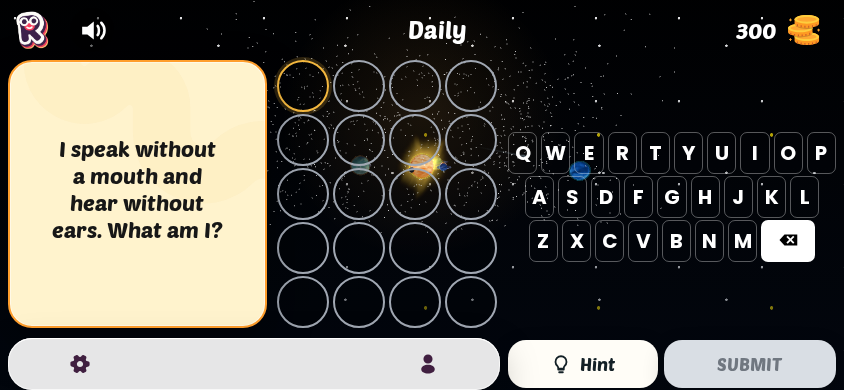 Daily
300
I speak without
a mouth and
hear without
ears. What am I?
Q W E R T Y U I O P
A S D F G H J K L
Z X C V B N M
Hint
SUBMIT